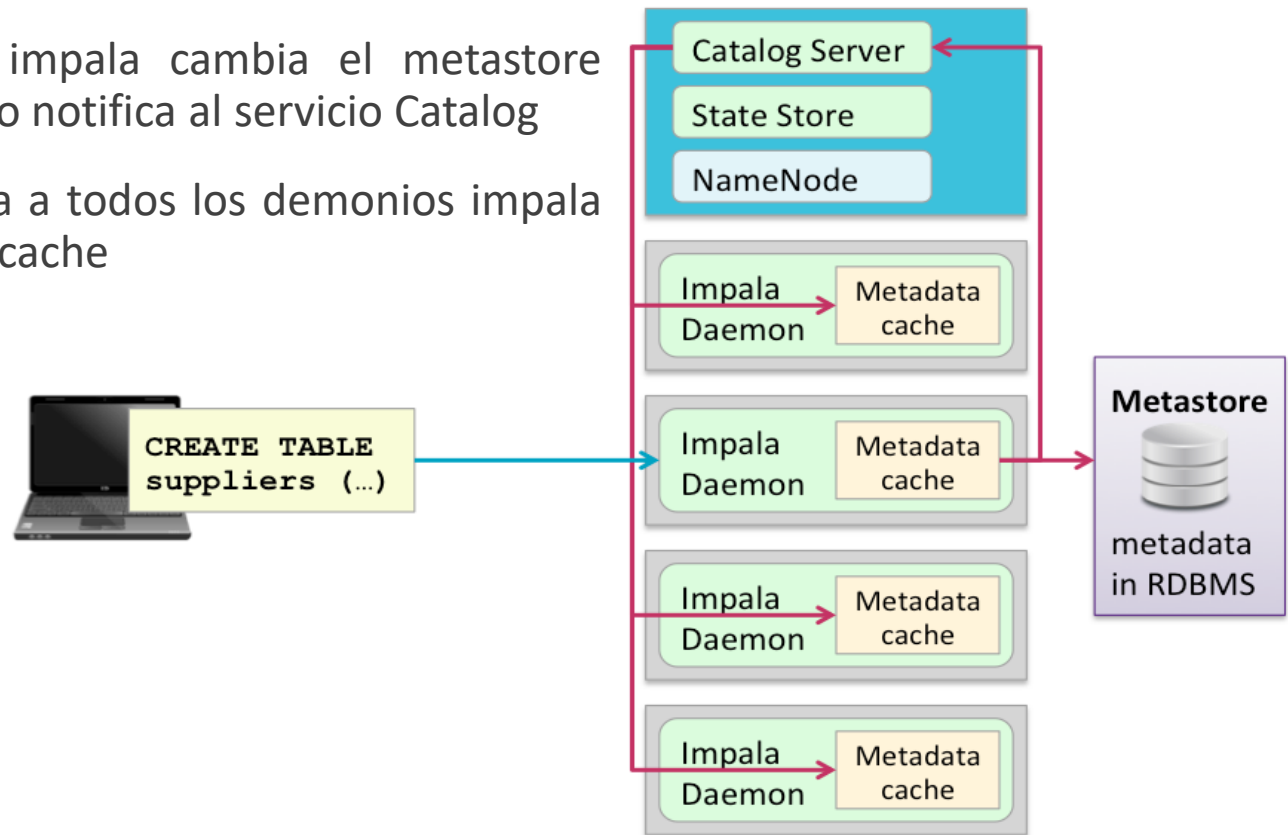 impala cambia el metastore
o notifica al servicio Catalog
a a todos los demonios impala
cache
CREATE TABLE
suppliers (…)
Catalog Server
State Store
NameNode
Impala
Daemon
Metadata
cache
Impala
Daemon
Metadata
cache
Impala
Daemon
Metadata
cache
Impala
Daemon
Metadata
cache
Metastore
metadata
in RDBMS